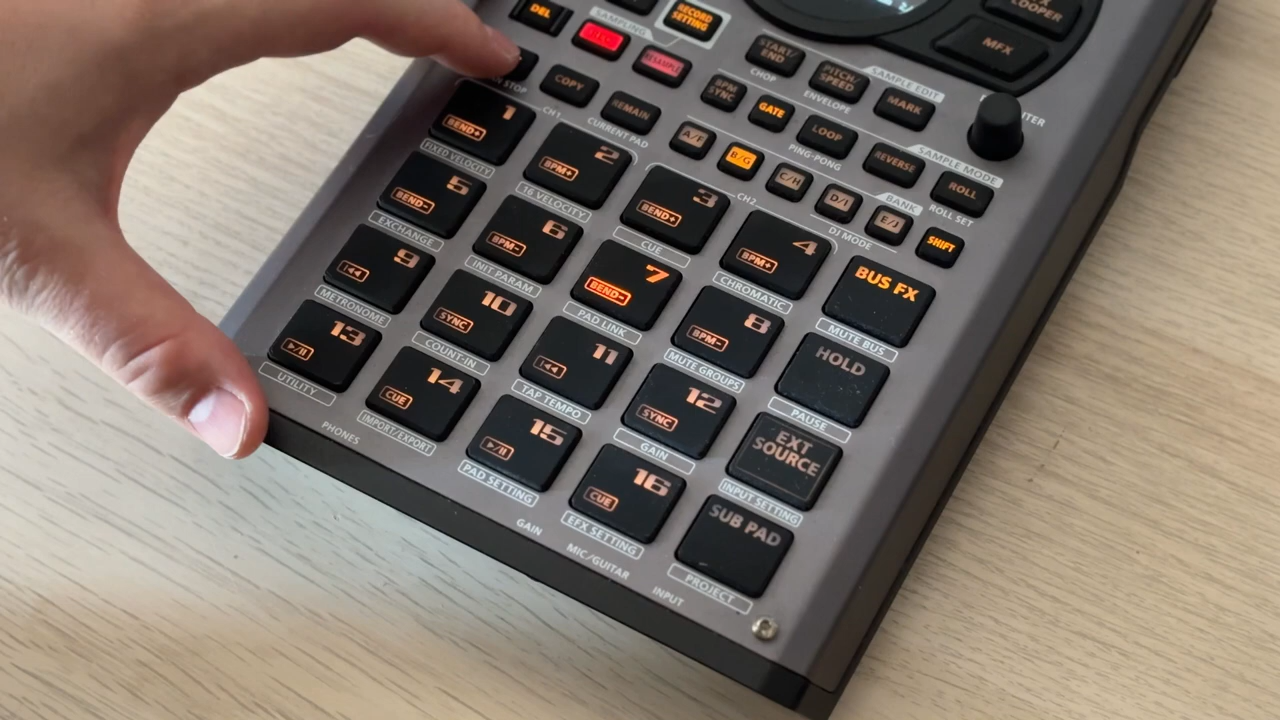 DEL
SAMPLING
RECORD
SETTING
LOOPER
MFX
RESAMPLE
START/
END
CHOP
PITCH/
SPEED
ENVELOPE
SAMPLE EDIT
MARK
STOP
COPY
REMAIN
CURRENT PAD
BPM
SYNC
GATE
LOOP
PING-PONG
REVERSE
SAMPLE MODE
ROLL
ROLL SET
CH1
A/F
B/G
C/H
D/I
E/J
BANK
CH2
DJ MODE
SHIFT
1
BEND+
FIXED VELOCITY
2
BPM+
16 VELOCITY
3
BEND+
CUE
4
BPM+
CHROMATIC
BUS FX
MUTE BUS
5
BEND-
EXCHANGE
6
BPM-
INIT PARAM
7
BEND-
PAD LINK
8
BPM-
MUTE GROUPS
HOLD
PAUSE
9
METRONOME
10
SYNC
COUNT-IN
11
TAP TEMPO
12
SYNC
GAIN
EXT
SOURCE
INPUT SETTING
13
UTILITY
14
CUE
IMPORT/EXPORT
15
PAD SETTING
16
CUE
EFX SETTING
SUB PAD
PROJECT
PHONES
GAIN
MIC/GUITAR
INPUT